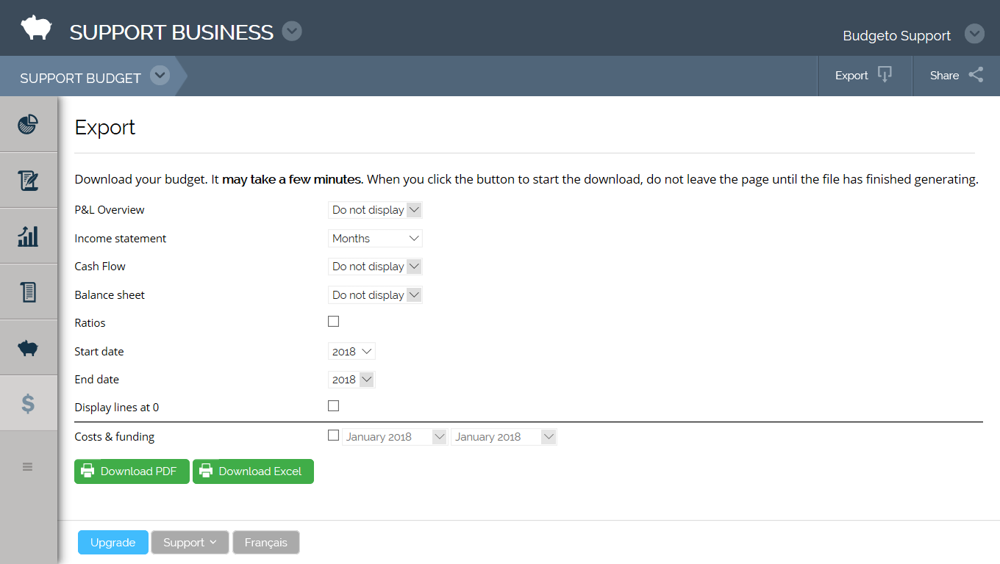 SUPPORT BUSINESS
Budgeto Support
SUPPORT BUDGET
Export
Share
Export
Download your budget. It may take a few minutes. When you click the button to start the download, do not leave the page until the file has finished generating.
P&L Overview Do not display
Income statement Months
Cash Flow Do not display
Balance sheet Do not display
Ratios
Start date 2018
End date 2018
Display lines at 0
Costs & funding January 2018 January 2018
Download PDF Download Excel
Upgrade Support Français